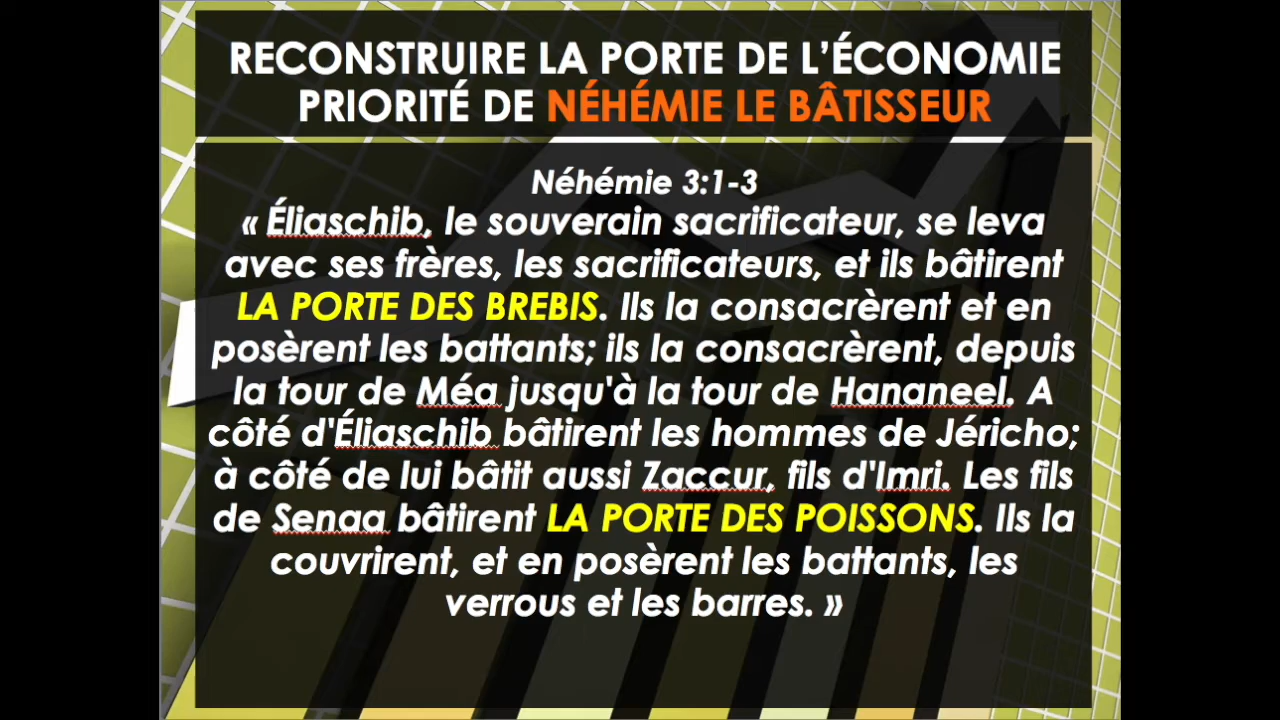 RECONSTRUIRE LA PORTE DE L’ÉCONOMIE
PRIORITÉ DE NÉHÉMIE LE BÂTISSEUR
Néhémie 3:1-3
« Éliaschib, le souverain sacrificateur, se leva
avec ses frères, les sacrificateurs, et ils bâtirent
LA PORTE DES BREBIS. Ils la consacrèrent et en
posèrent les battants; ils la consacrèrent, depuis
la tour de Méa jusqu'à la tour de Hananeel. A
côté d'Éliaschib bâtirent les hommes de Jéricho;
à côté de lui bâtit aussi Zaccur, fils d'Imri. Les fils
de Senaa bâtirent LA PORTE DES POISSONS. Ils la
couvrirent, et en posèrent les battants, les
verrous et les barres. »